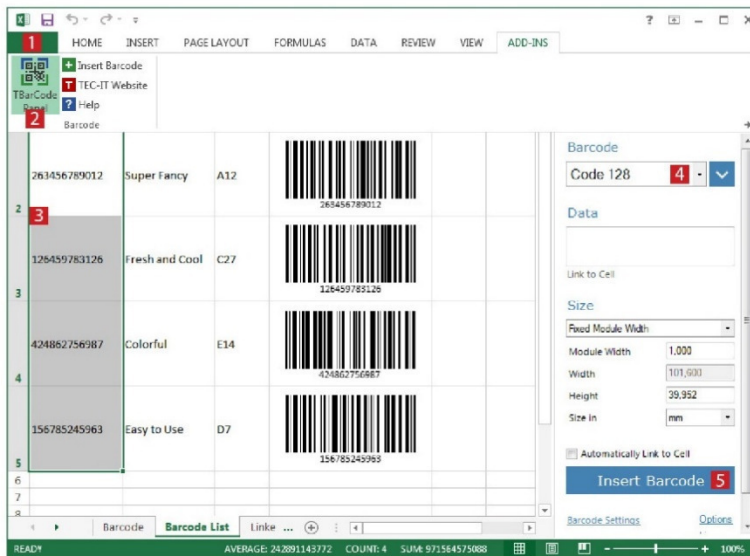 ?
1 HOME INSERT PAGE LAYOUT FORMULAS DATA REVIEW VIEW ADD-INS
Insert Barcode
T TEC-IT Website
TBarCode
Panel ? Help
2 Barcode
Barcode
263456789012 Super Fancy A12 Code 128 4
263456789012
2
3 Data
126459783126 Fresh and Cool C27
Link to Cell
126459783126
3
Size
Fixed Module Width
424862756987 Colorful E14 Module Width 1,000
Width 101,600
424862756987
4
Height 39,952
Size in mm
156785245963 Easy to Use D7
Automatically Link to Cell
156785245963
5
Insert Barcode 5
6
7
8
Barcode Settings Options
Barcode Barcode List Linke ...
READY AVERAGE: 242891143772 COUNT: 4 SUM: 971564575088 100%